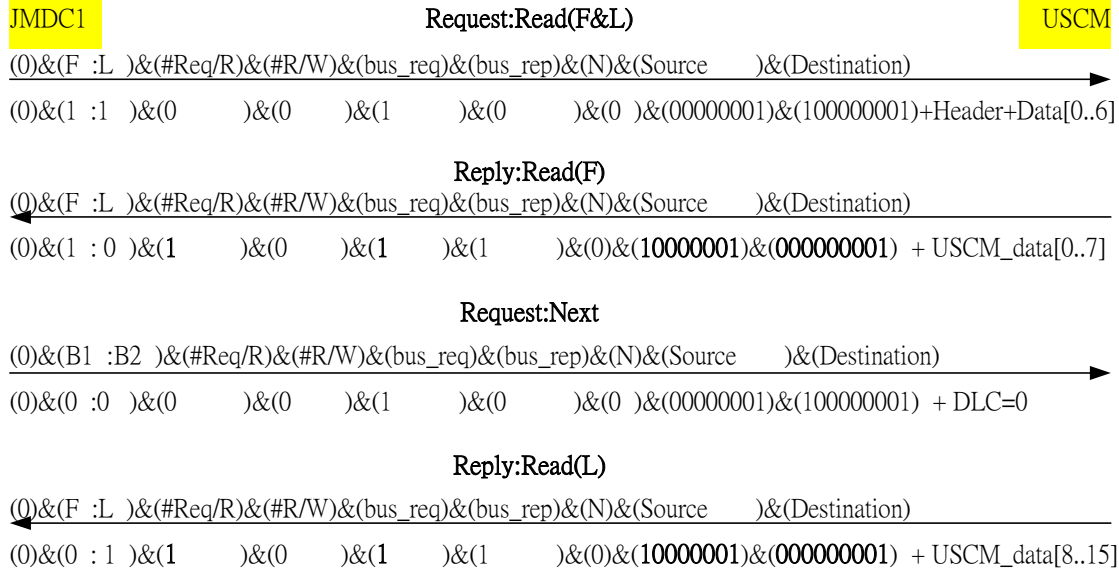 JMDC1 Request:Read(F&L) USCM
(0)&(F :L )&(#Req/R)&(#R/W)&(bus_req)&(bus_rep)&(N)&(Source )&(Destination)
(0)&(1 :1 )&(0 )&(0 )&(1 )&(0 )&(0 )&(00000001)&(100000001)+Header+Data[0..6]
Reply:Read(F)
(0)&(F :L )&(#Req/R)&(#R/W)&(bus_req)&(bus_rep)&(N)&(Source )&(Destination)
(0)&(1 : 0 )&(1 )&(0 )&(1 )&(1 )&(0)&(10000001)&(000000001) + USCM_data[0..7]
Request:Next
(0)&(B1 :B2 )&(#Req/R)&(#R/W)&(bus_req)&(bus_rep)&(N)&(Source )&(Destination)
(0)&(0 :0 )&(0 )&(0 )&(1 )&(0 )&(0 )&(00000001)&(100000001) + DLC=0
Reply:Read(L)
(0)&(F :L )&(#Req/R)&(#R/W)&(bus_req)&(bus_rep)&(N)&(Source )&(Destination)
(0)&(0 : 1 )&(1 )&(0 )&(1 )&(1 )&(0)&(10000001)&(000000001) + USCM_data[8..15]